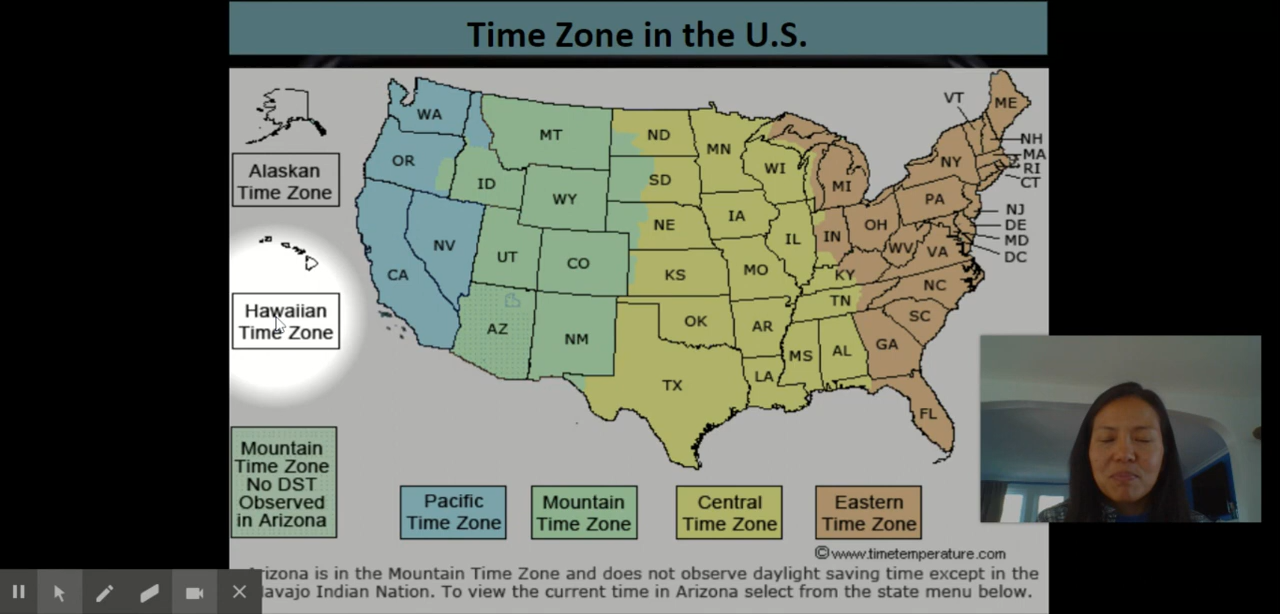 Time Zone in the U.S.
Alaskan
Time Zone
Hawaiian
Time Zone
Mountain
Time Zone
No DST
Observed
in Arizona
WA
OR
CA
NV
ID
MT
WY
UT
CO
AZ
NM
ND
SD
NE
KS
OK
TX
MN
IA
MO
AR
LA
WI
IL
MS
AL
TN
KY
IN
MI
OH
WV
VA
NC
SC
GA
FL
PA
NY
VT
ME
NH
MA
RI
CT
NJ
DE
MD
DC
Pacific
Time Zone
Mountain
Time Zone
Central
Time Zone
Eastern
Time Zone
©www.timetemperature.com
is in the Mountain Time Zone and does not observe daylight saving time except in the
Indian Nation. To view the current time in Arizona select from the state menu below.